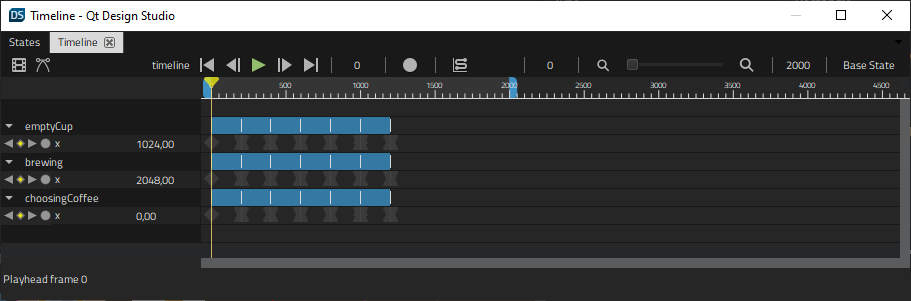 DS Timeline - Qt Design Studio
States Timeline
timeline 0 0 2000 Base State
500 1000 1500 2000 2500 3000 3500 4000 4500
emptyCup
x 1024,00
brewing
x 2048,00
choosingCoffee
x 0,00
Playhead frame 0